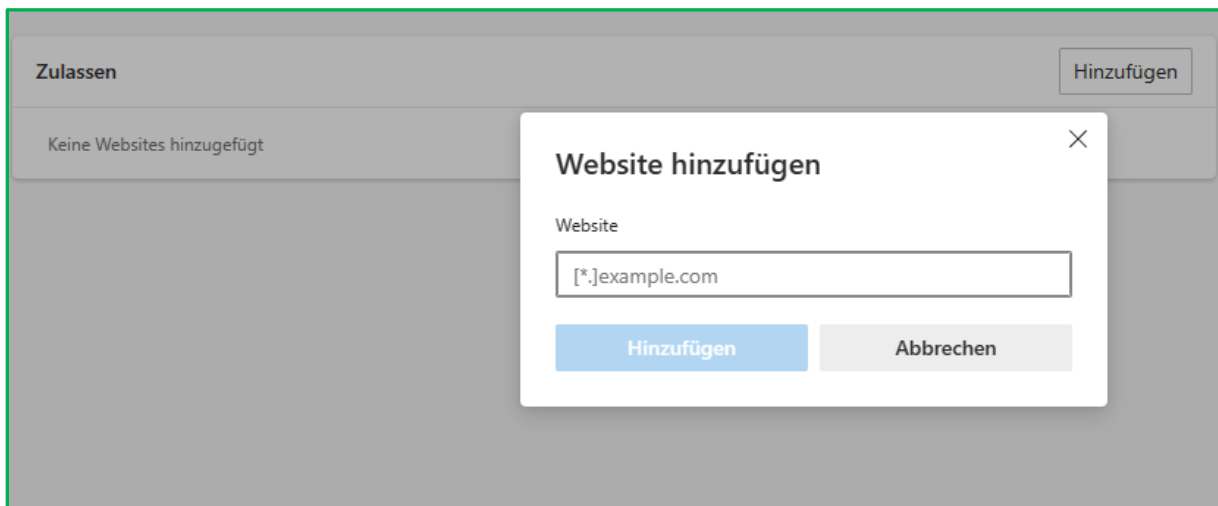 Zulassen
Hinzufügen
Keine Websites hinzugefügt
Website hinzufügen
Website
[*.]example.com
Hinzufügen
Abbrechen